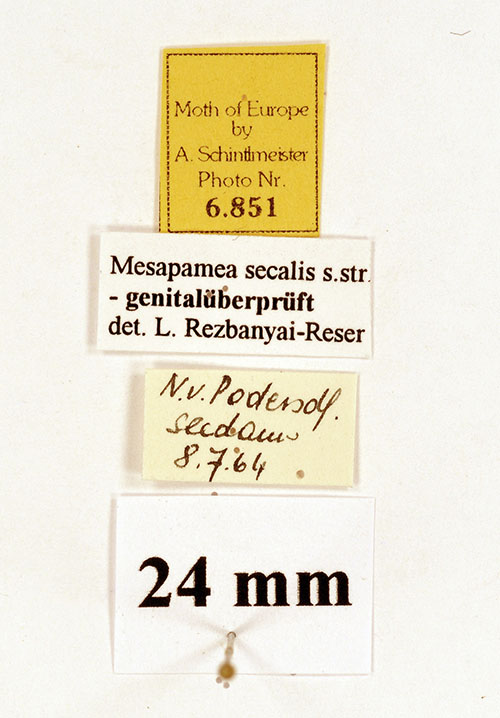 Moth of Europe
by
A. Schintlmeister
Photo Nr.
6.851
Mesapamea secalis s.str.
- genitalüberprüft
det. L. Rezbanyai-Reser
N.v. Podersdf.
seedamm
8.7.64
24 mm